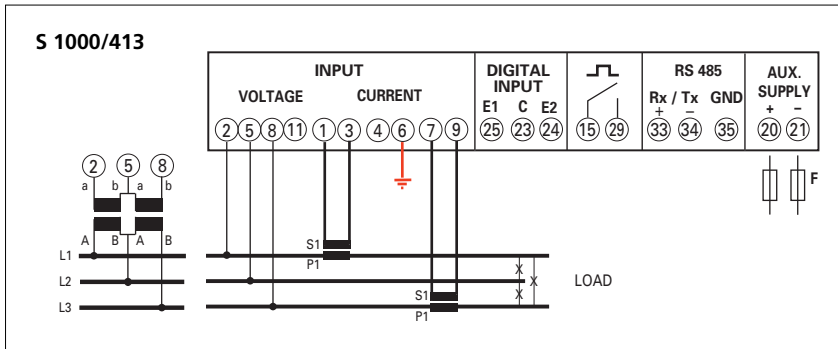 S 1000/413
INPUT
VOLTAGE CURRENT
2 5 8 11 1 3 4 6 7 9
DIGITAL
INPUT
E1 C E2
25 23 24
15 29
RS 485
Rx / Tx GND
+ −
33 34 35
AUX.
SUPPLY
+ −
20 21
F
2 5 8
a b a b
A B A B
L1
L2
L3
S1
P1
S1
P1
X
X X
X
LOAD